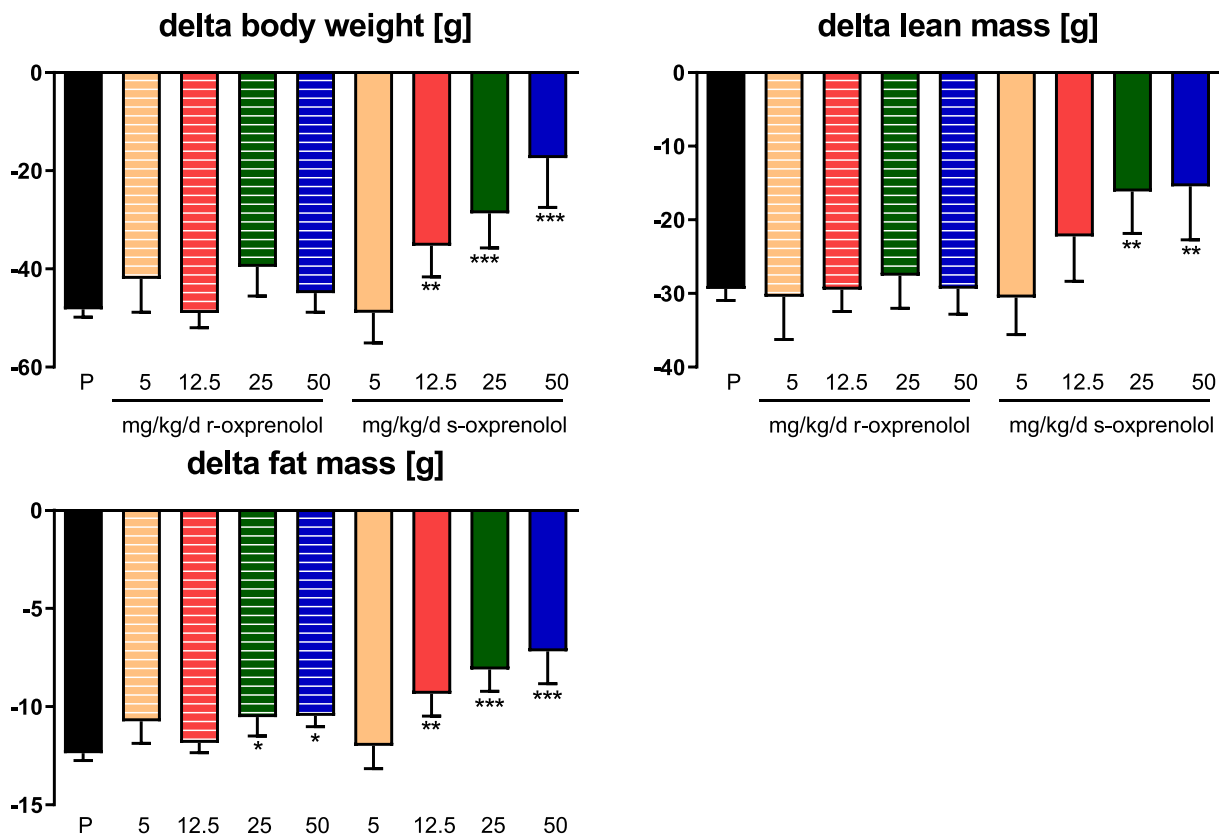 delta body weight [g]
0
-20
-40
-60
**
***
***
P 5 12.5 25 50 5 12.5 25 50
mg/kg/d r-oxprenolol mg/kg/d s-oxprenolol
delta lean mass [g]
0
-10
-20
-30
-40
**
**
P 5 12.5 25 50 5 12.5 25 50
mg/kg/d r-oxprenolol mg/kg/d s-oxprenolol
delta fat mass [g]
0
-5
-10
-15
* * ** *** ***
P 5 12.5 25 50 5 12.5 25 50